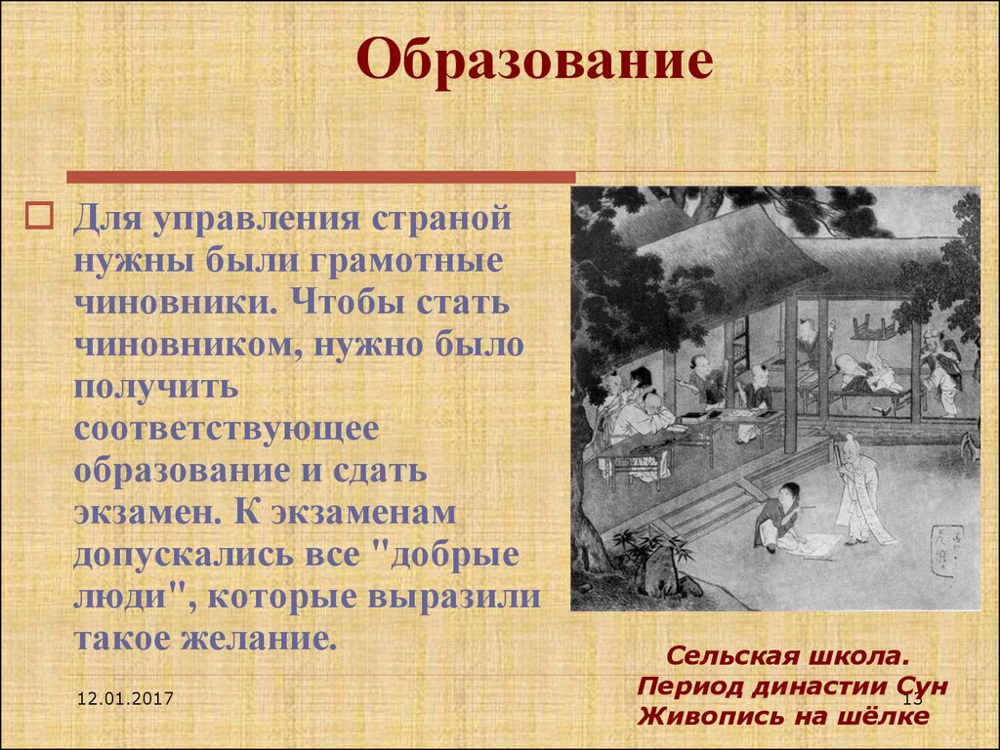 Образование
Для управления страной
нужны были грамотные
чиновники. Чтобы стать
чиновником, нужно было
получить
соответствующее
образование и сдать
экзамен. К экзаменам
допускались все "добрые
люди", которые выразили
такое желание.
Сельская школа.
Период династии Сун
Живопись на шёлке
12.01.2017
13